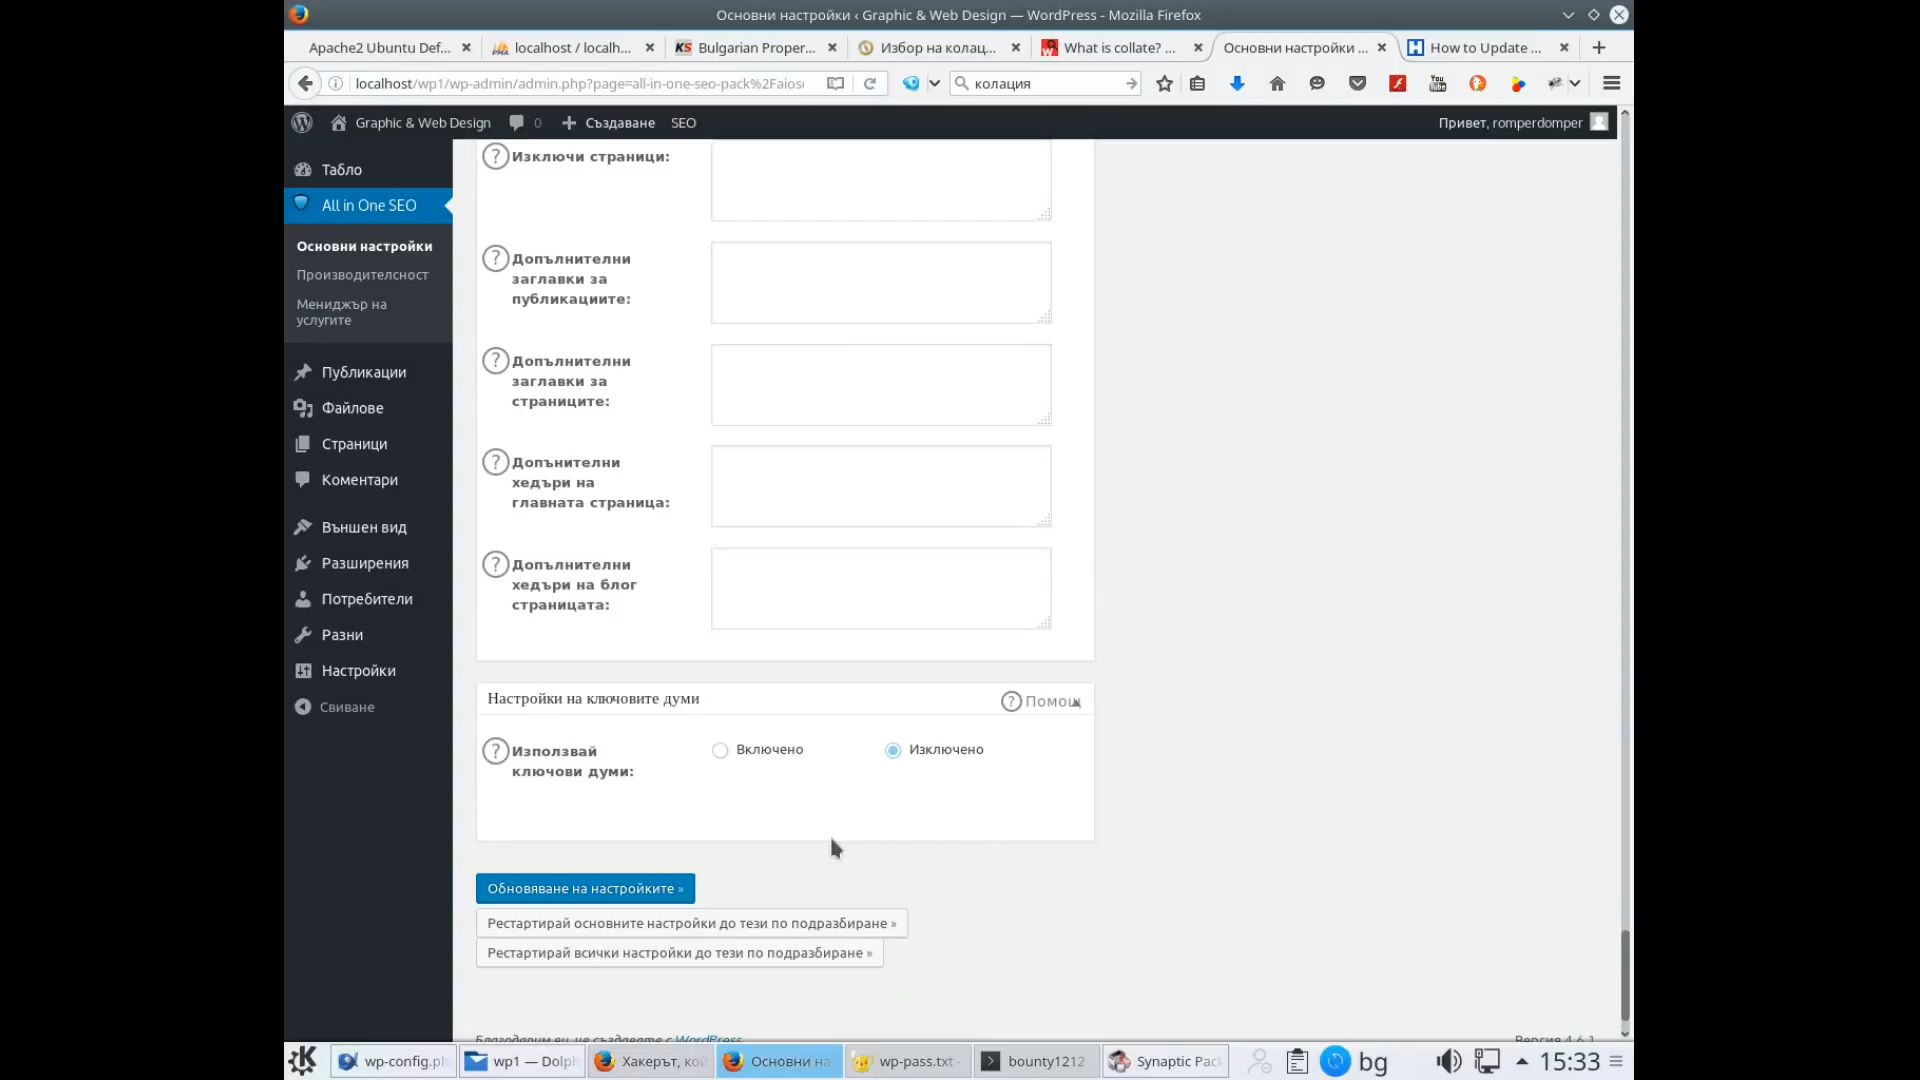 Основни настройки ‹ Graphic & Web Design — WordPress - Mozilla Firefox
Apache2 Ubuntu Def...
localhost / localh...
Bulgarian Proper...
Избор на колац...
What is collate? ...
Основни настройки ...
How to Update ...
localhost/wp1/wp-admin/admin.php?page=all-in-one-seo-pack%2Faios
колация
Graphic & Web Design
0
Създаване
SEO
Привет, romperdomper
Табло
All in One SEO
Основни настройки
Производителсност
Мениджър на
услугите
Публикации
Файлове
Страници
Коментари
Външен вид
Разширения
Потребители
Разни
Настройки
Свиване
Изключи страници:
Допълнителни
заглавки за
публикациите:
Допълнителни
заглавки за
страниците:
Допънителни
хедъри на
главната страница:
Допълнителни
хедъри на блог
страницата:
Настройки на ключовите думи
Помощ
Използвай
ключови думи:
Включено
Изключено
Обновяване на настройките »
Рестартирай основните настройки до тези по подразбиране »
Рестартирай всички настройки до тези по подразбиране »
Благодарим ви, че създавате с WordPress
Версия 4.6.1
wp-config.ph
wp1 — Dolp
Хакерът, кой
Основни на
wp-pass.txt -
bounty1212
Synaptic Pac
bg
15:33